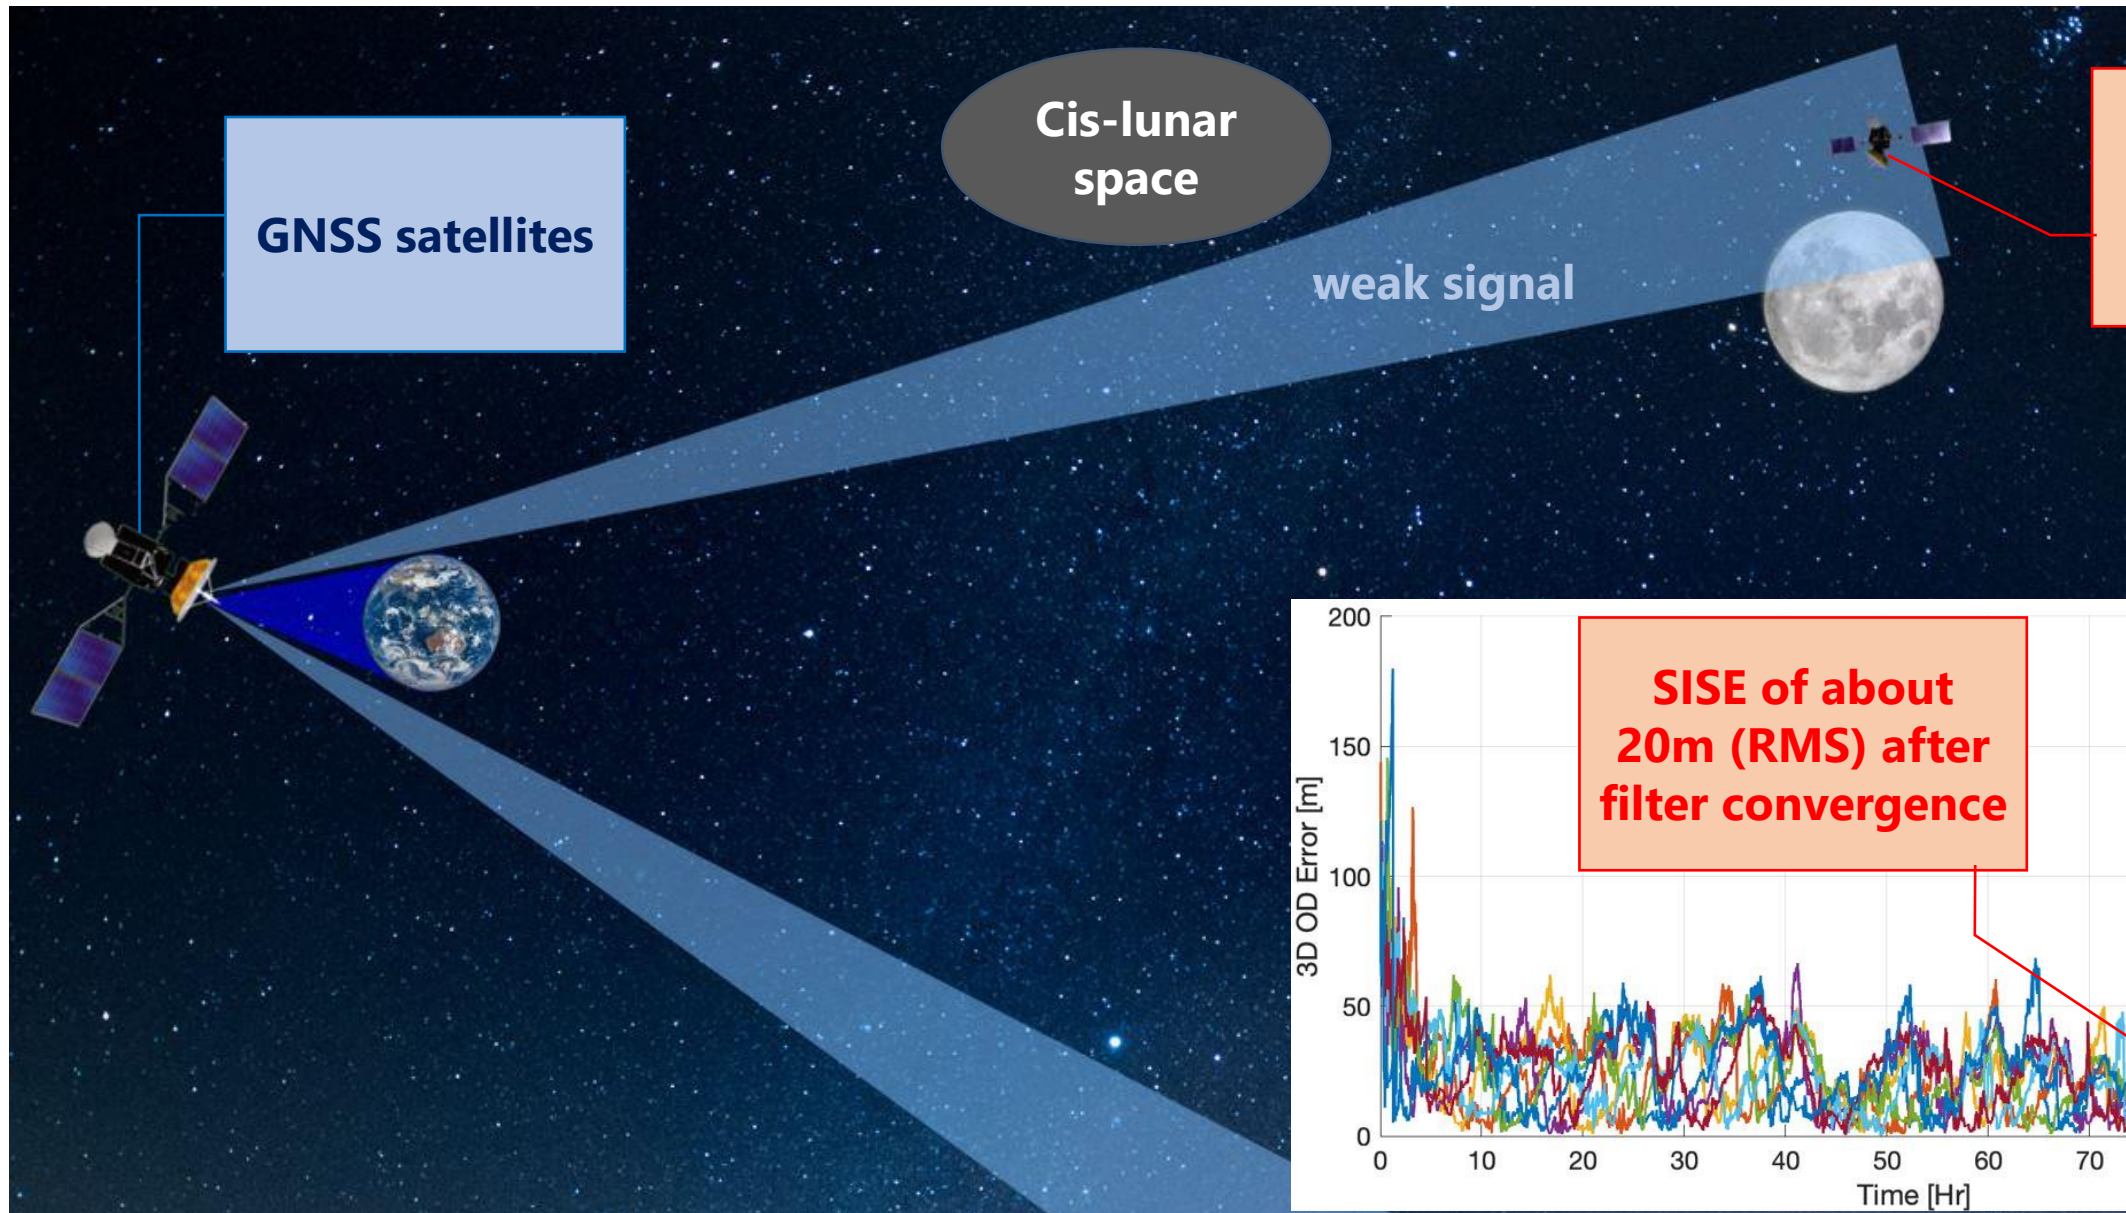 Cis-lunar
space
GNSS satellites
weak signal
SISE of about
20m (RMS) after
filter convergence
3D OD Error [m]
200
150
100
50
0
0 10 20 30 40 50 60 70
Time [Hr]